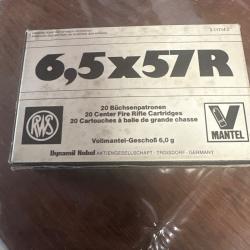 6,5x57R
RWS
20 Büchsenpatronen
20 Center Fire Rifle Cartridges
20 Cartouches à balle de grande chasse
Vollmantel-Geschoß 6,0 g
V
MANTEL
Dynamit Nobel AKTIENGESELLSCHAFT · TROISDORF · GERMANY